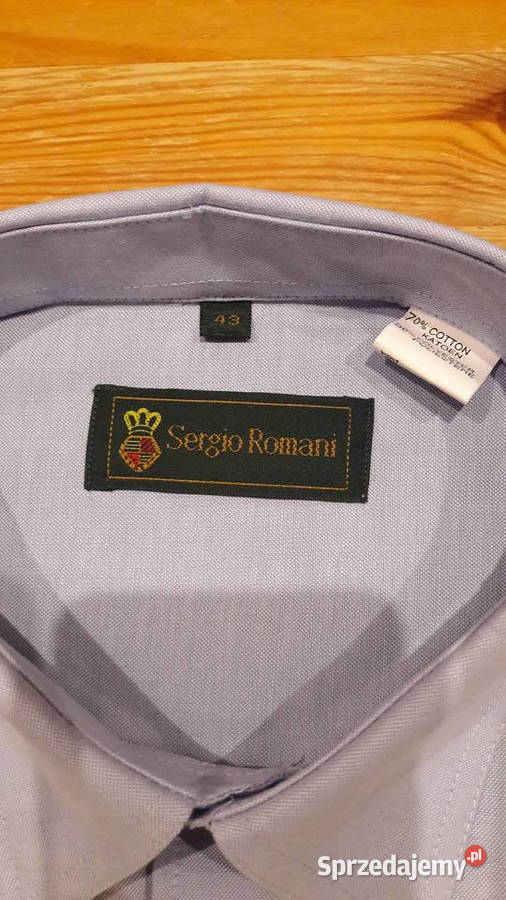 43
70% COTTON
KATOEN
Sergio Romani
Sprzedajemy.pl